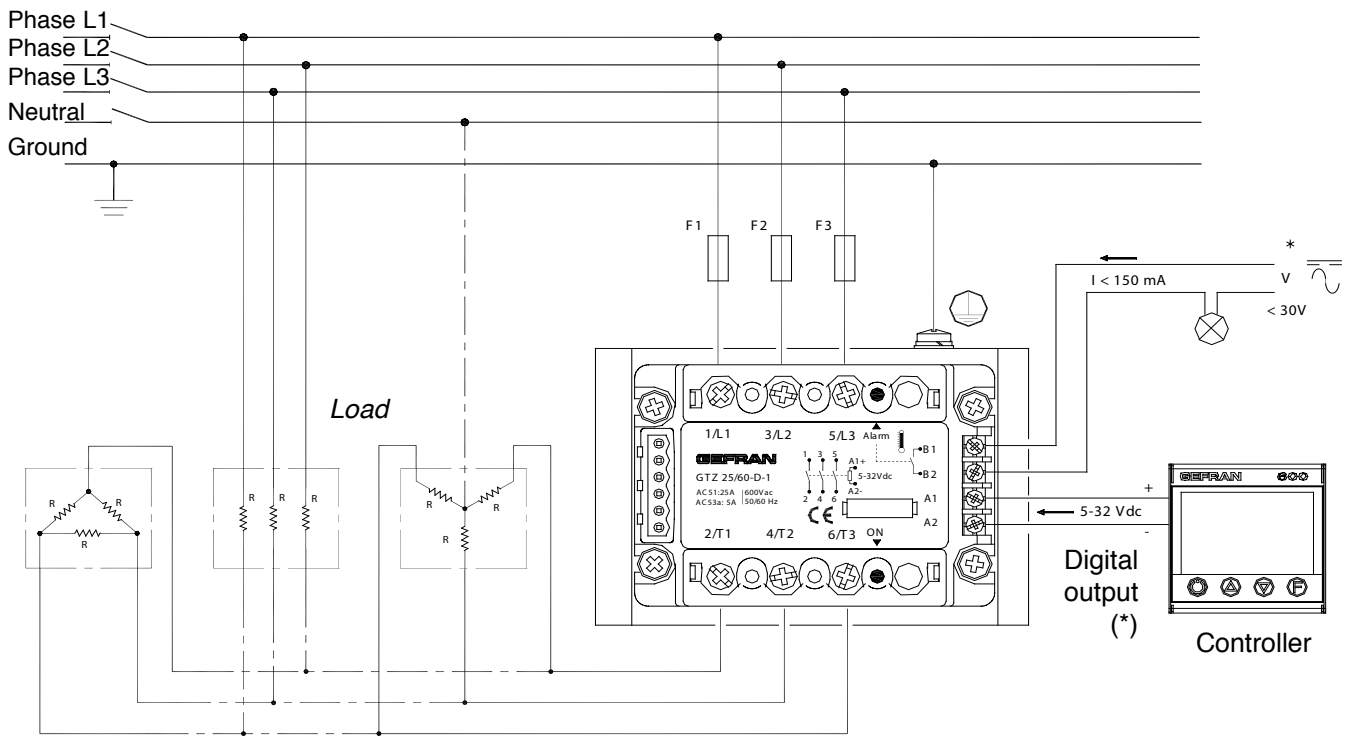 Phase L1
Phase L2
Phase L3
Neutral
Ground
F1 F2 F3
*
I < 150 mA
V
< 30V
Load
1/L1 3/L2 5/L3 Alarm
B1
GEFRAN
1 3 5 A1+
GTZ 25/60-D-1
5-32Vdc
B2
AC51:25A 600Vac
AC53a: 5A 50/60 Hz
A2-
2 4 6
A1
CE
A2
2/T1 4/T2 6/T3 ON
GEFRAN 600
+
5-32 Vdc
-
F
Digital
output
(*)
Controller
R R R
R R R
R R R